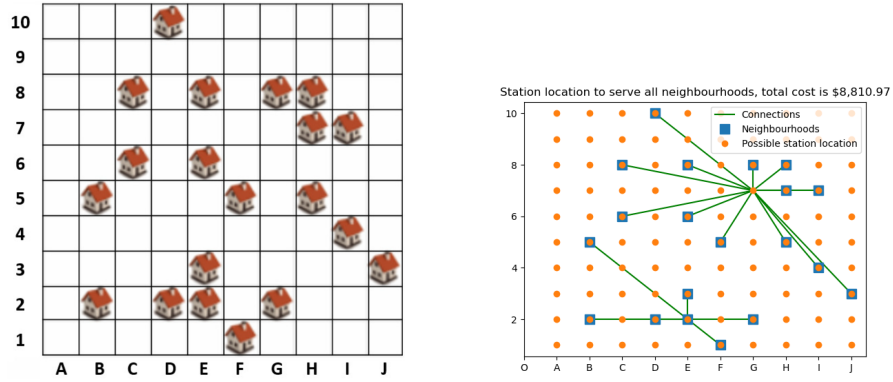 10
9
8
7
6
5
4
3
2
1
A B C D E F G H I J
Station location to serve all neighbourhoods, total cost is $8,810.97
Connections
Neighbourhoods
Possible station location
10
8
6
4
2
O A B C D E F G H I J